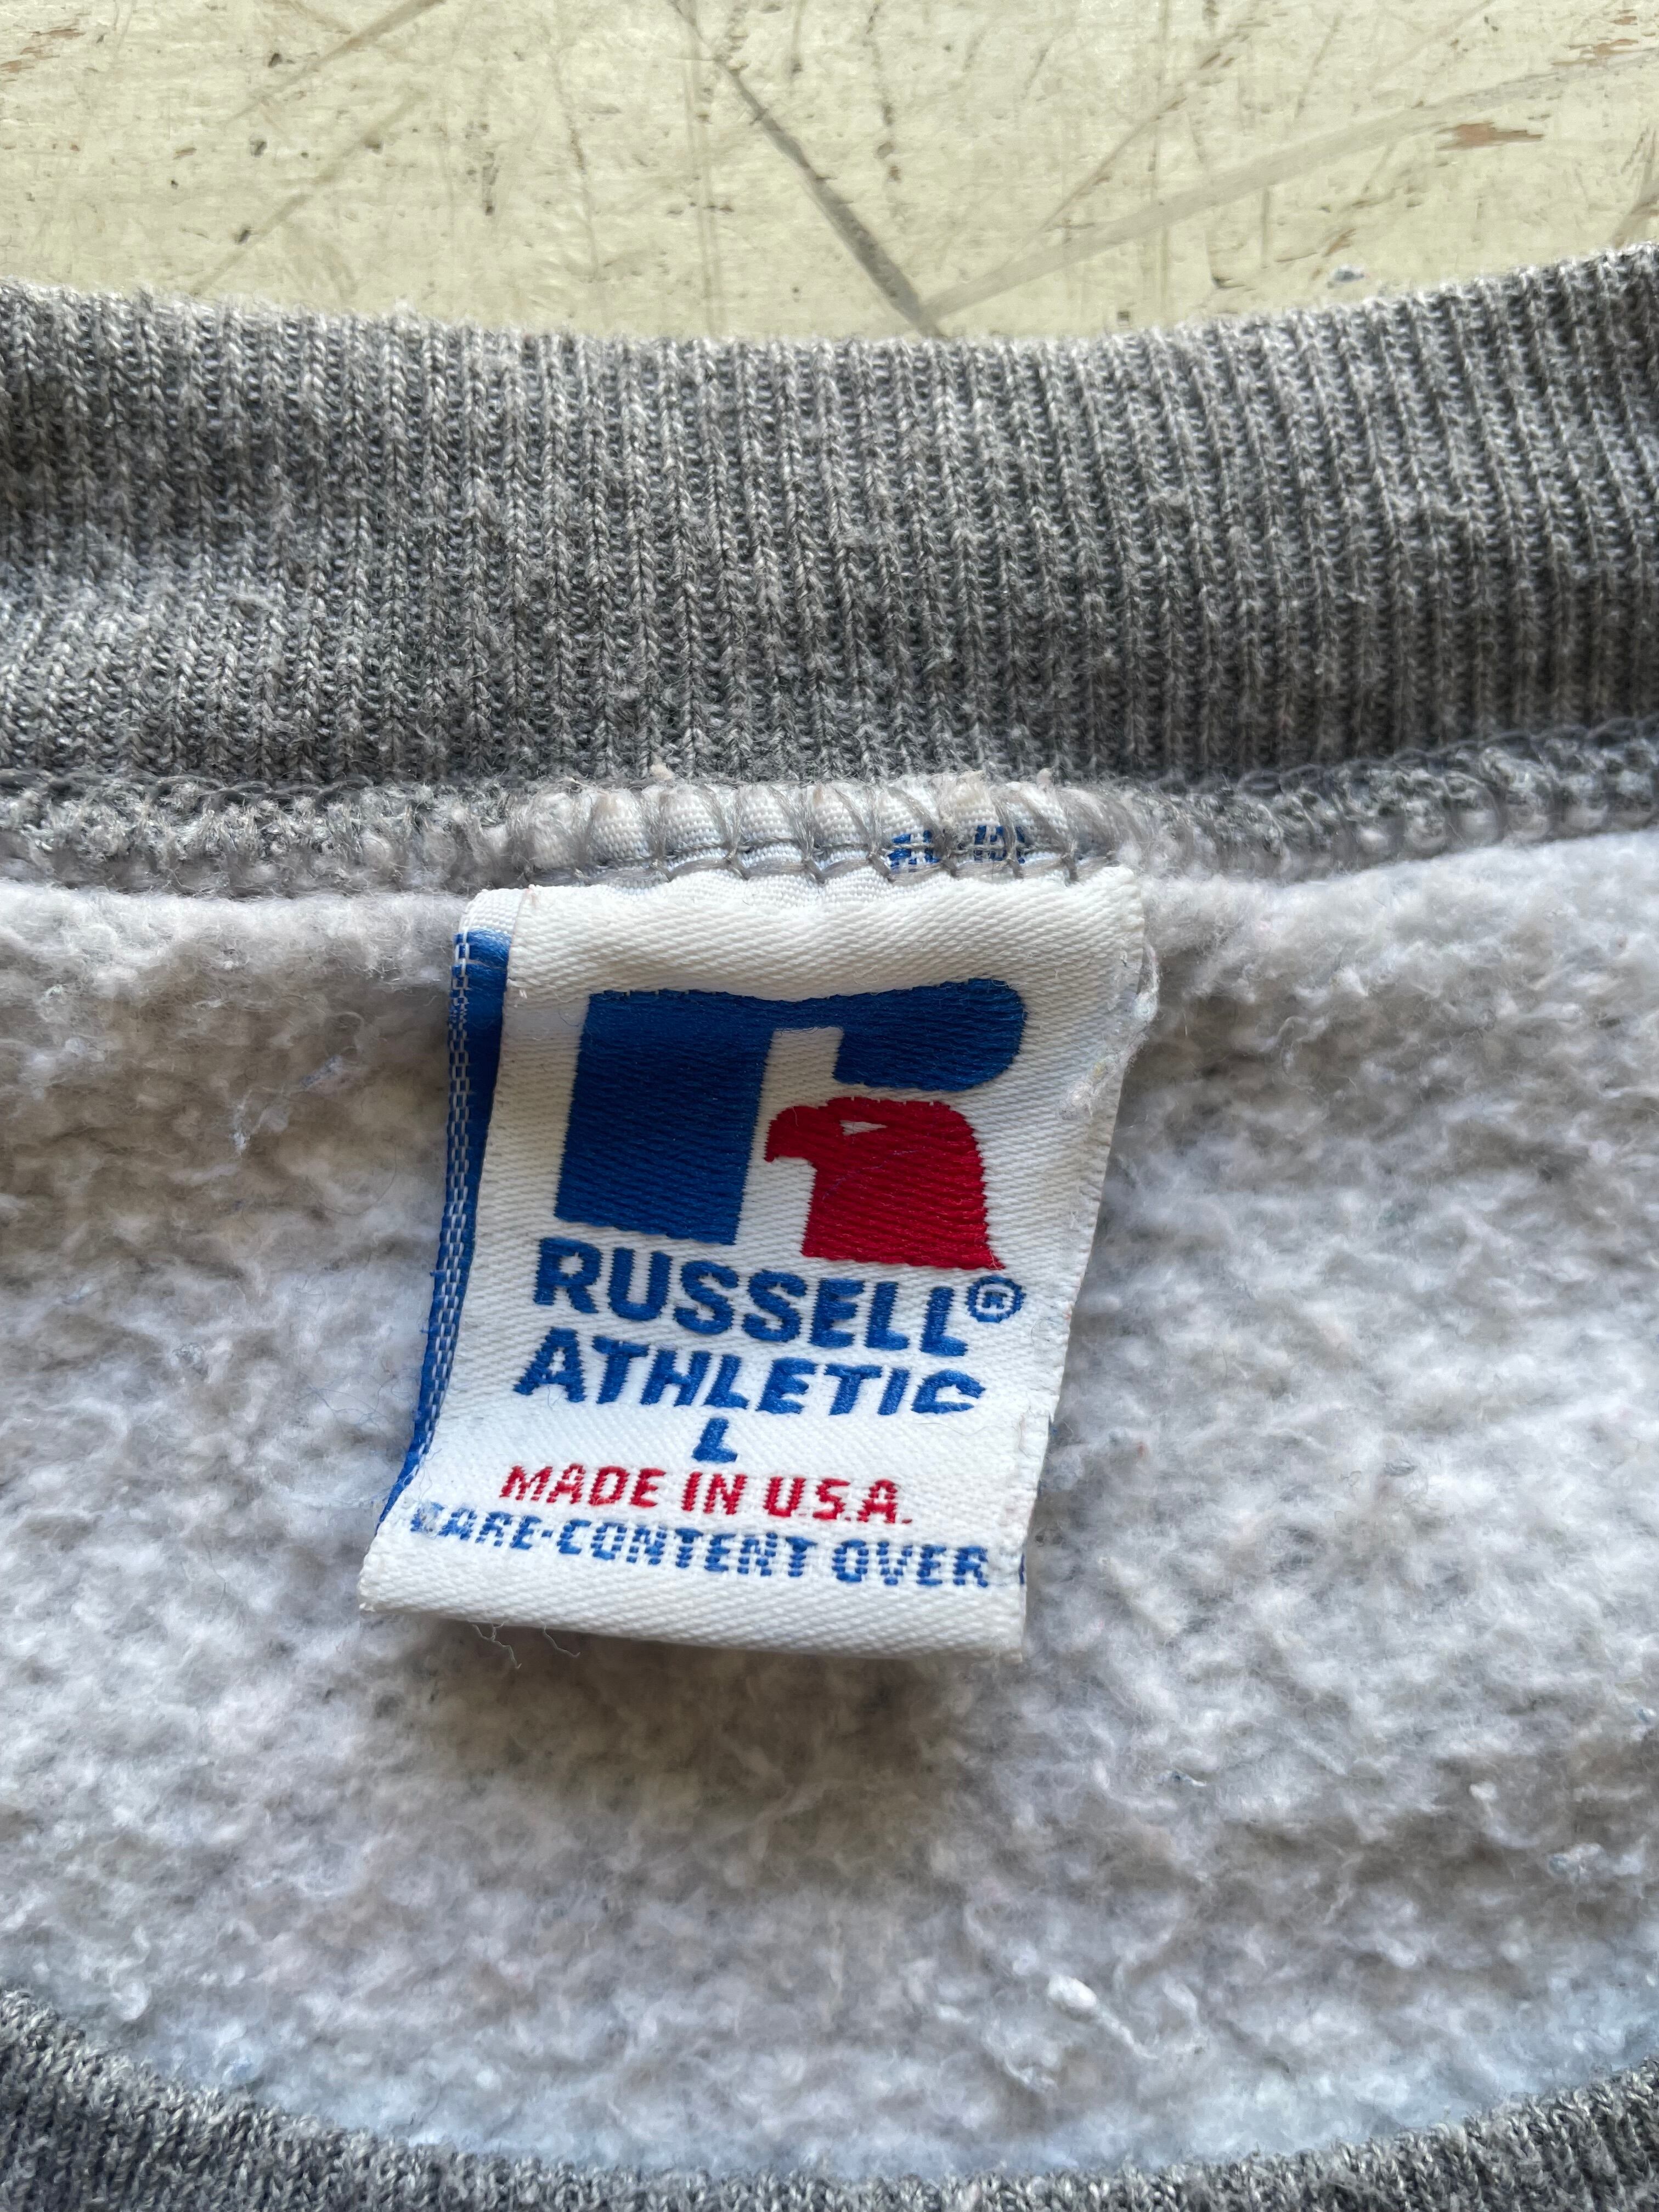 RUSSELL®
ATHLETIC
L
MADE IN U.S.A.
CARE-CONTENT OVER